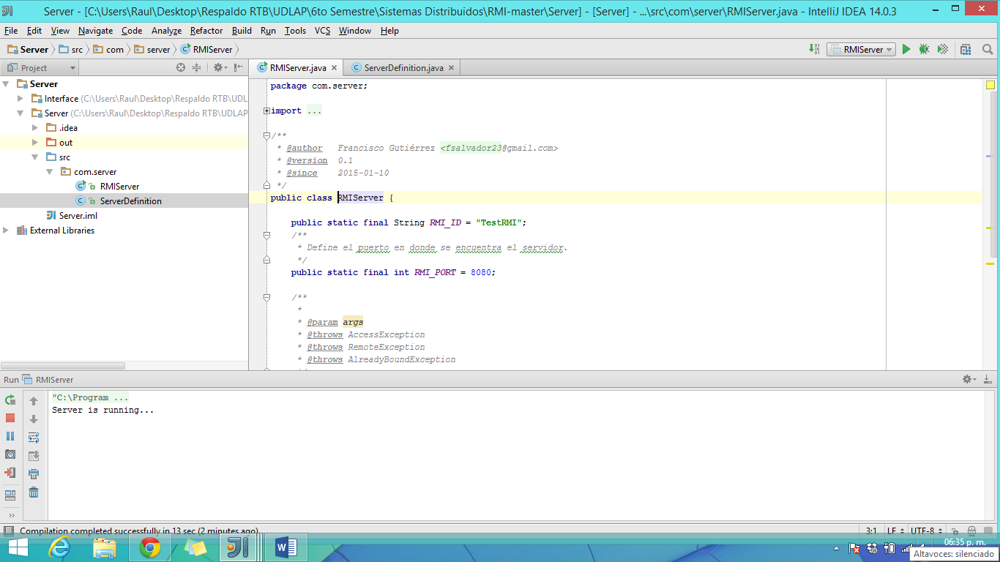 Server - [C:\Users\Raul\Desktop\Respaldo RTB\UDLAP\6to Semestre\Sistemas Distribuidos\RMI-master\Server] - [Server] - ...\src\com\server\RMIServer.java - IntelliJ IDEA 14.0.3
File Edit View Navigate Code Analyze Refactor Build Run Tools VCS Window Help
Server src com server RMIServer
RMIServer
Project
RMIServer.java ServerDefinition.java
Server
Interface (C:\Users\Raul\Desktop\Respaldo RTB\UDL
Server (C:\Users\Raul\Desktop\Respaldo RTB\UDLAP
.idea
out
src
com.server
RMIServer
ServerDefinition
Server.iml
External Libraries
package com.server;
import ...
/**
* @author Francisco Gutiérrez <fsalvador23@gmail.com>
* @version 0.1
* @since 2015-01-10
*/
public class RMIServer {
public static final String RMI_ID = "TestRMI";
/**
* Define el puerto en donde se encuentra el servidor.
*/
public static final int RMI_PORT = 8080;
/**
*
* @param args
* @throws AccessException
* @throws RemoteException
* @throws AlreadyBoundException
Run RMIServer
"C:\Program ...
Server is running...
Compilation completed successfully in 13 sec (2 minutes ago)
3:1 LF UTF-8
06:35 p. m.
Altavoces: silenciado